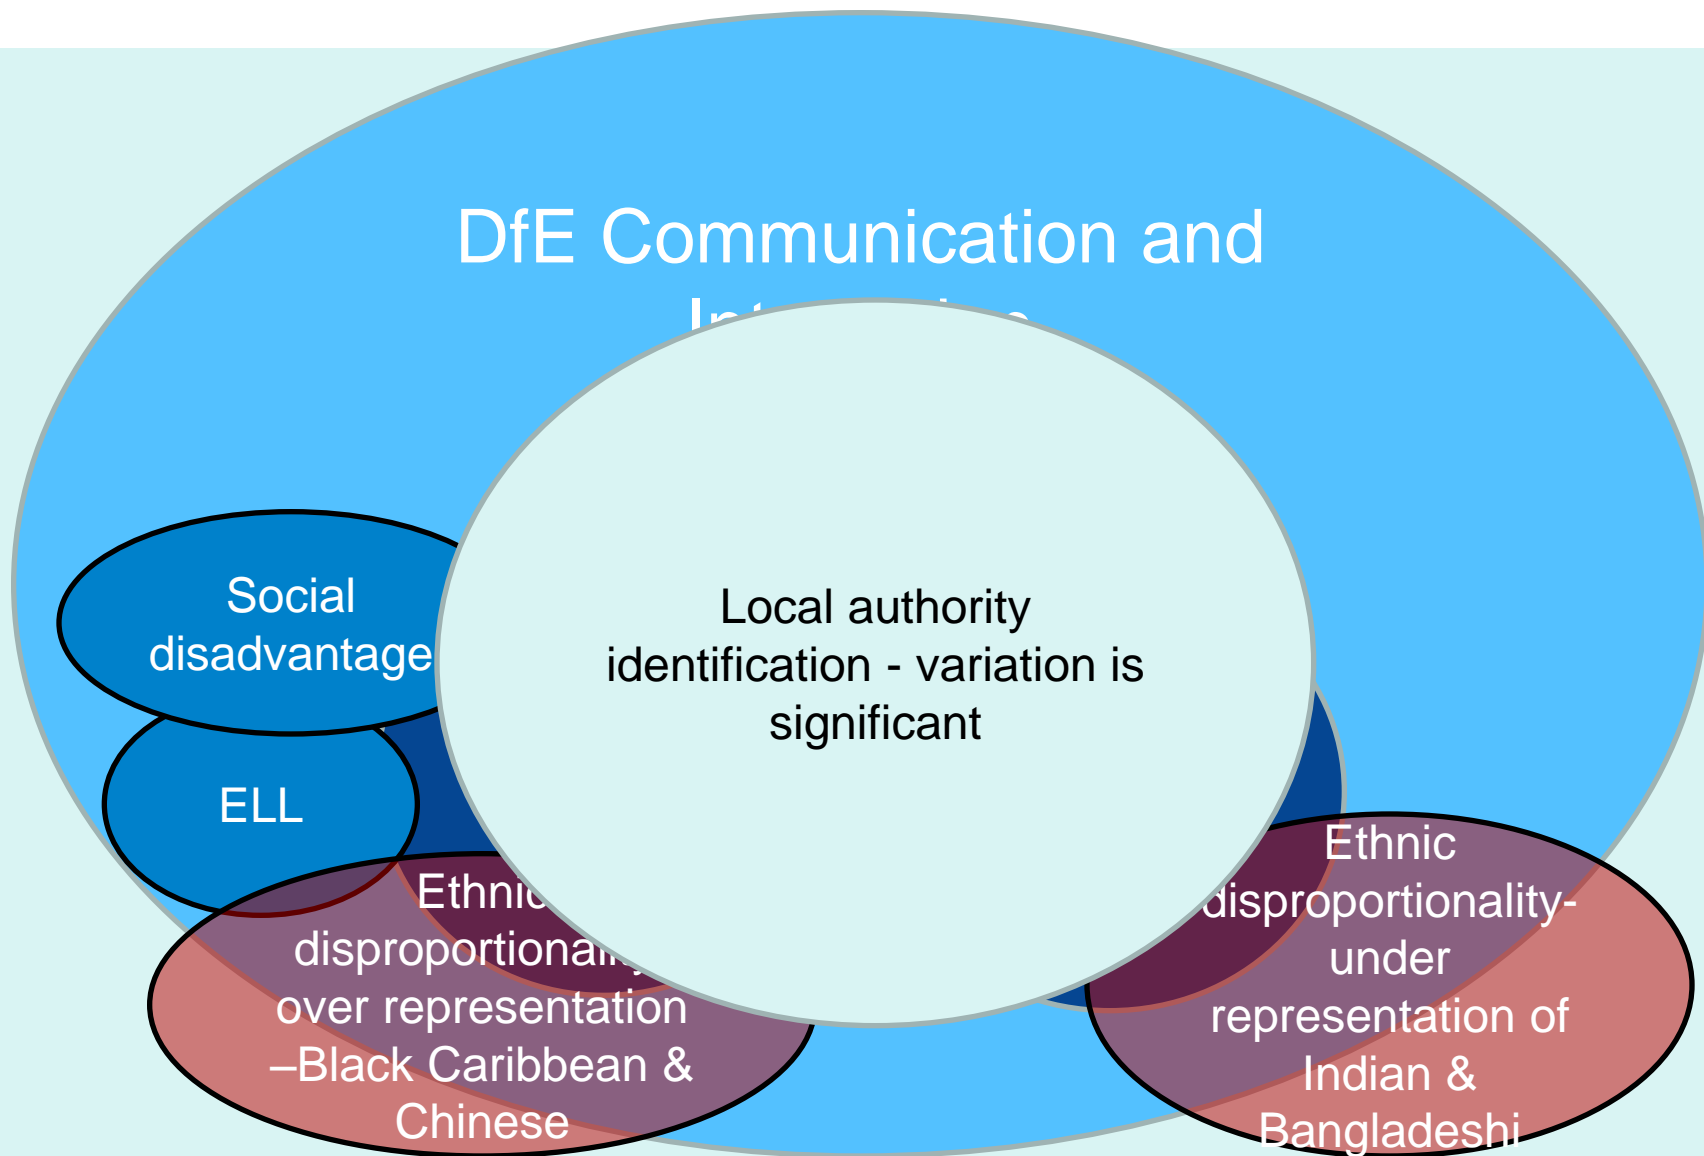 DfE Communication and
Social
disadvantage
Local authority
identification - variation is
significant
ELL
Ethnic
disproportionality
over representation
–Black Caribbean &
Chinese
Ethnic
disproportionality-
under
representation of
Indian &
Bangladeshi